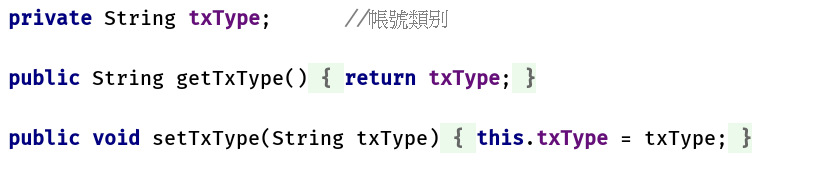 private String txType;      //帳號類別
public String getTxType() { return txType; }
public void setTxType(String txType) { this.txType = txType; }